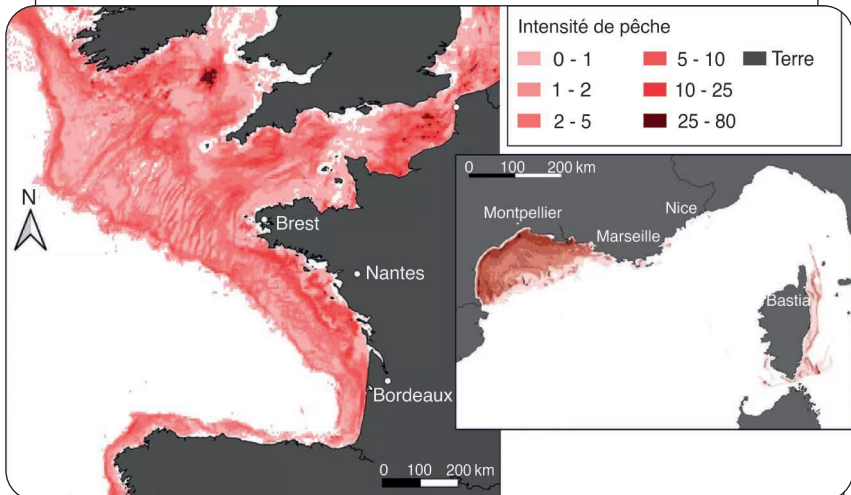 Intensité de pêche
0 - 1
5 - 10
Terre
1 - 2
10 - 25
2 - 5
25 - 80
N
Brest
Nantes
Bordeaux
0 100 200 km
0 100 200 km
Montpellier
Nice
Marseille
Bastia